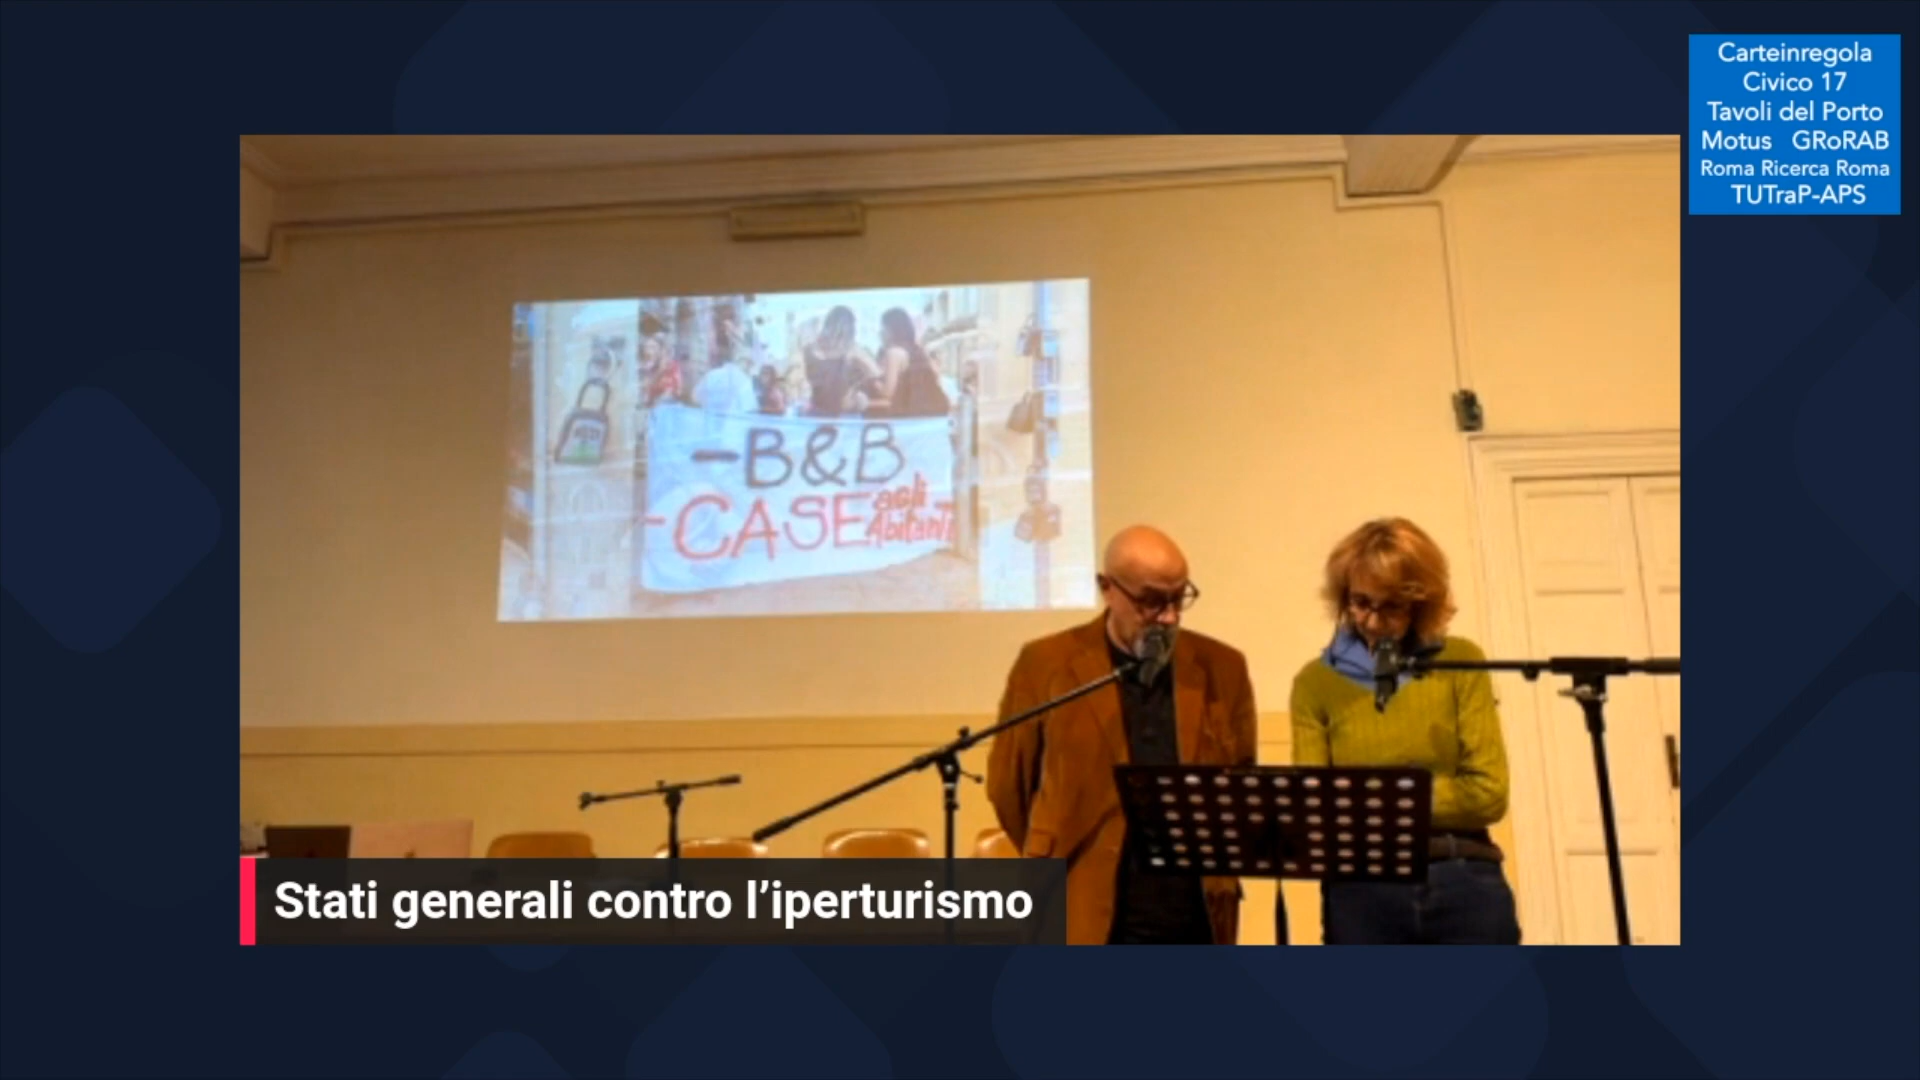 Carteinregola
Civico 17
Tavoli del Porto
Motus GRoRAB
Roma Ricerca Roma
TUTraP-APS
-B&B
-CASE agli
Abitanti
Stati generali contro l’iperturismo